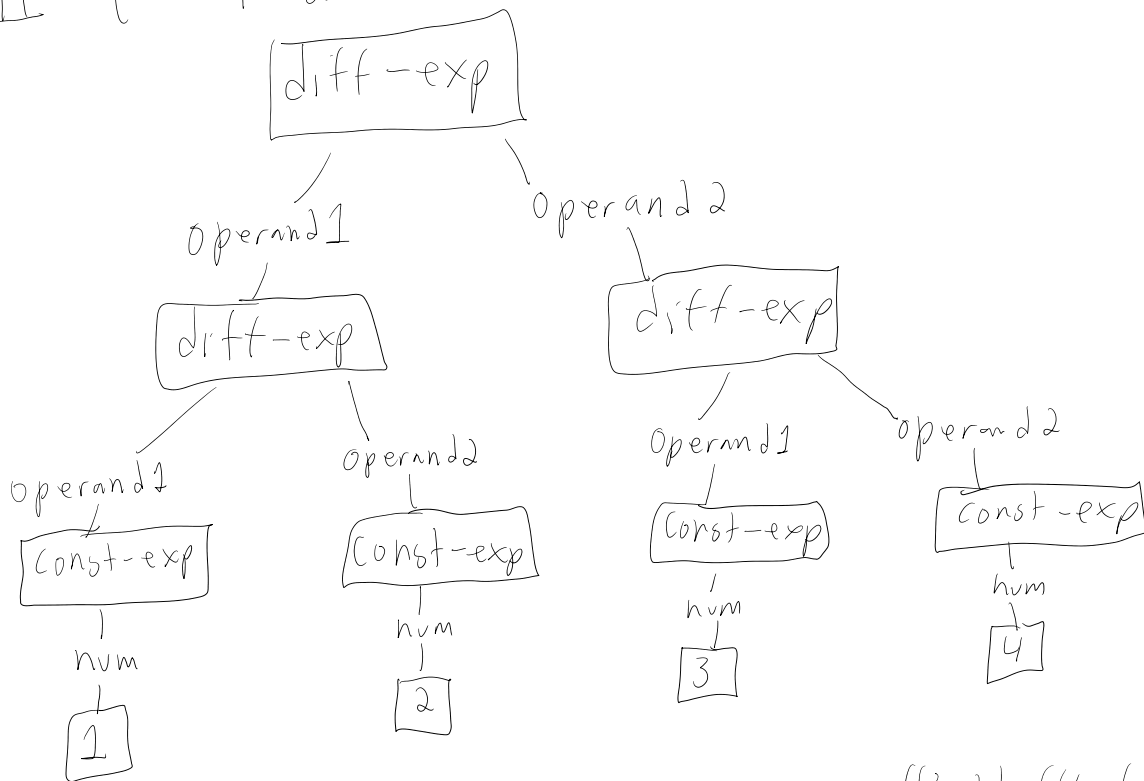 diff-exp
operand1
operand2
diff-exp
diff-exp
operand1
operand2
operand1
operand2
const-exp
const-exp
const-exp
const-exp
num
num
num
num
1
2
3
4